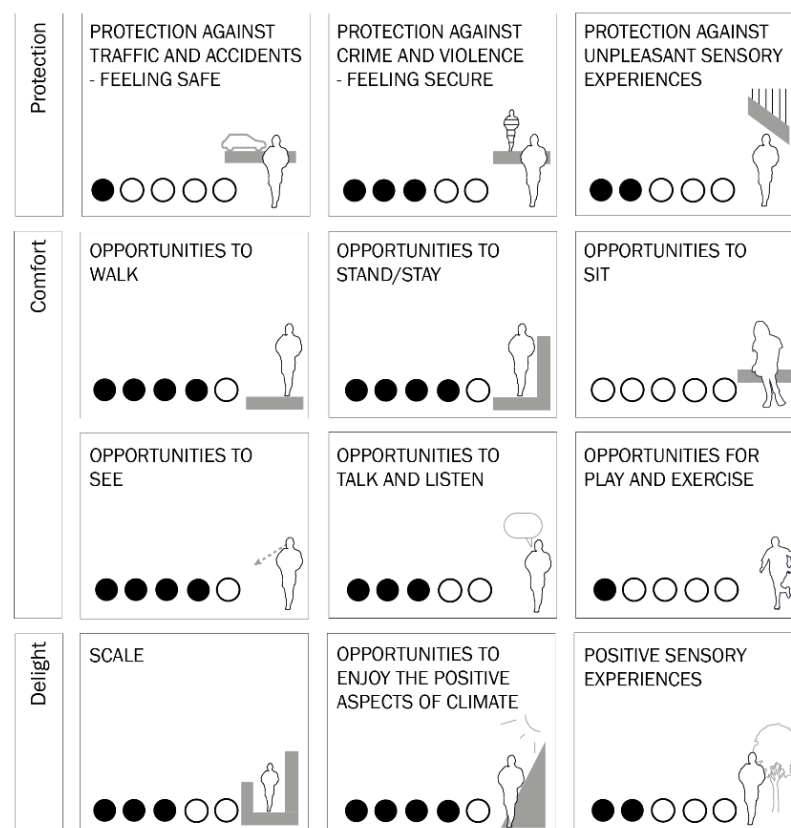 Protection
PROTECTION AGAINST
TRAFFIC AND ACCIDENTS
- FEELING SAFE
PROTECTION AGAINST
CRIME AND VIOLENCE
- FEELING SECURE
PROTECTION AGAINST
UNPLEASANT SENSORY
EXPERIENCES
Comfort
OPPORTUNITIES TO
WALK
OPPORTUNITIES TO
STAND/STAY
OPPORTUNITIES TO
SIT
OPPORTUNITIES TO
SEE
OPPORTUNITIES TO
TALK AND LISTEN
OPPORTUNITIES FOR
PLAY AND EXERCISE
Delight
SCALE
OPPORTUNITIES TO
ENJOY THE POSITIVE
ASPECTS OF CLIMATE
POSITIVE SENSORY
EXPERIENCES